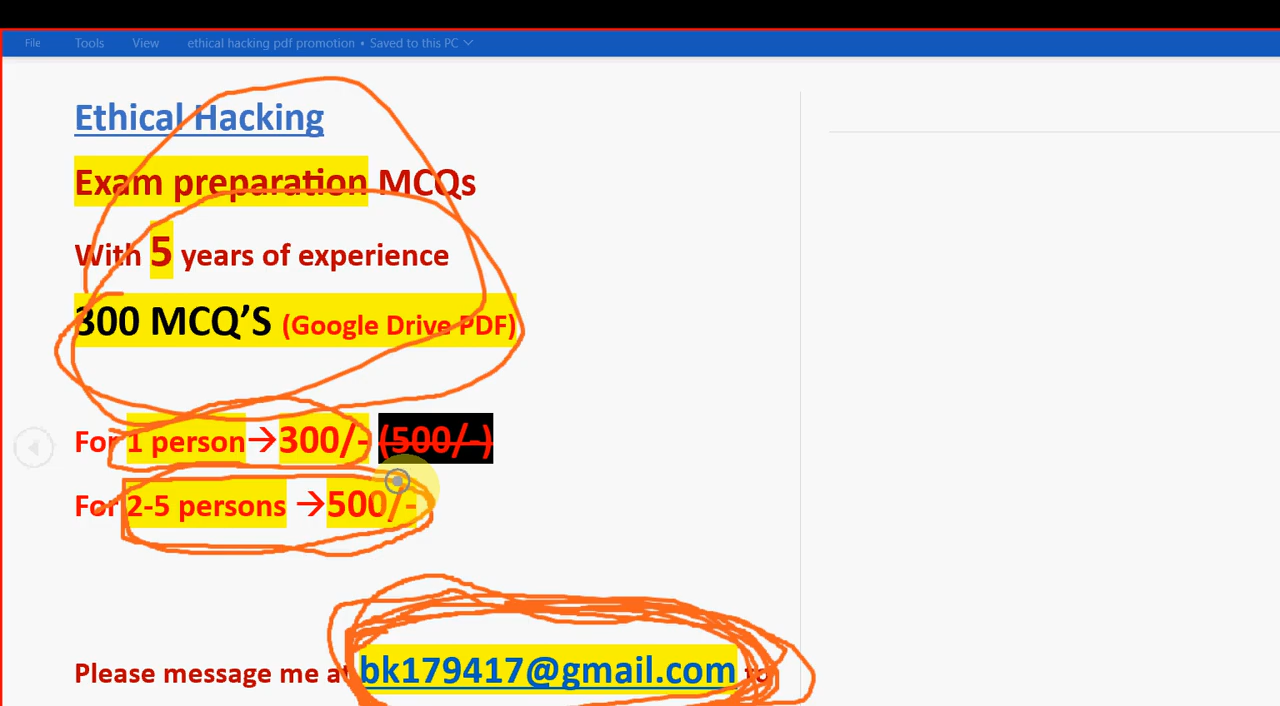 File Tools View ethical hacking pdf promotion • Saved to this PC
Ethical Hacking
Exam preparation MCQs
With 5 years of experience
300 MCQ’S (Google Drive PDF)
For 1 person→300/- (500/-)
For 2-5 persons →500/-
Please message me at bk179417@gmail.com to